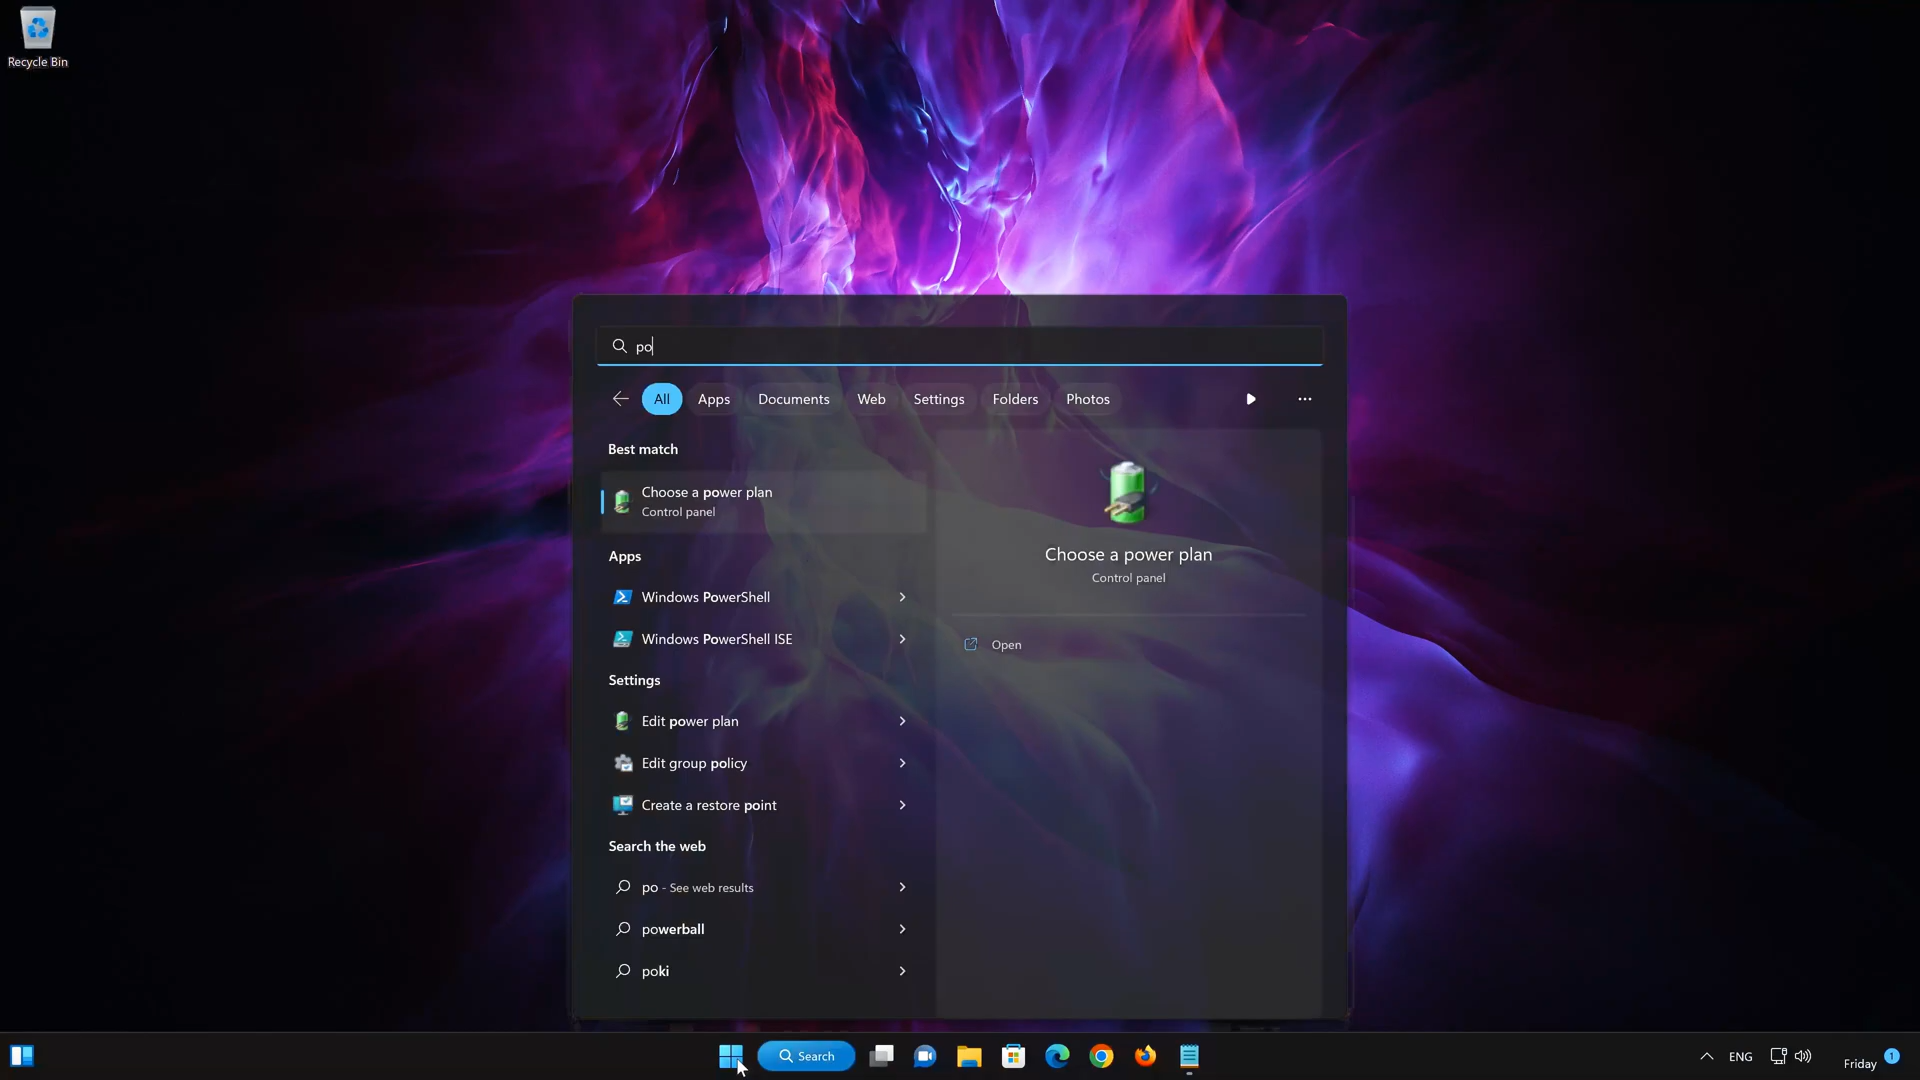 Recycle Bin
po
All Apps Documents Web Settings Folders Photos
Best match
Choose a power plan
Control panel
Apps
Windows PowerShell
Windows PowerShell ISE
Settings
Edit power plan
Edit group policy
Create a restore point
Search the web
po - See web results
powerball
poki
Choose a power plan
Control panel
Open
Search
ENG
Friday
1